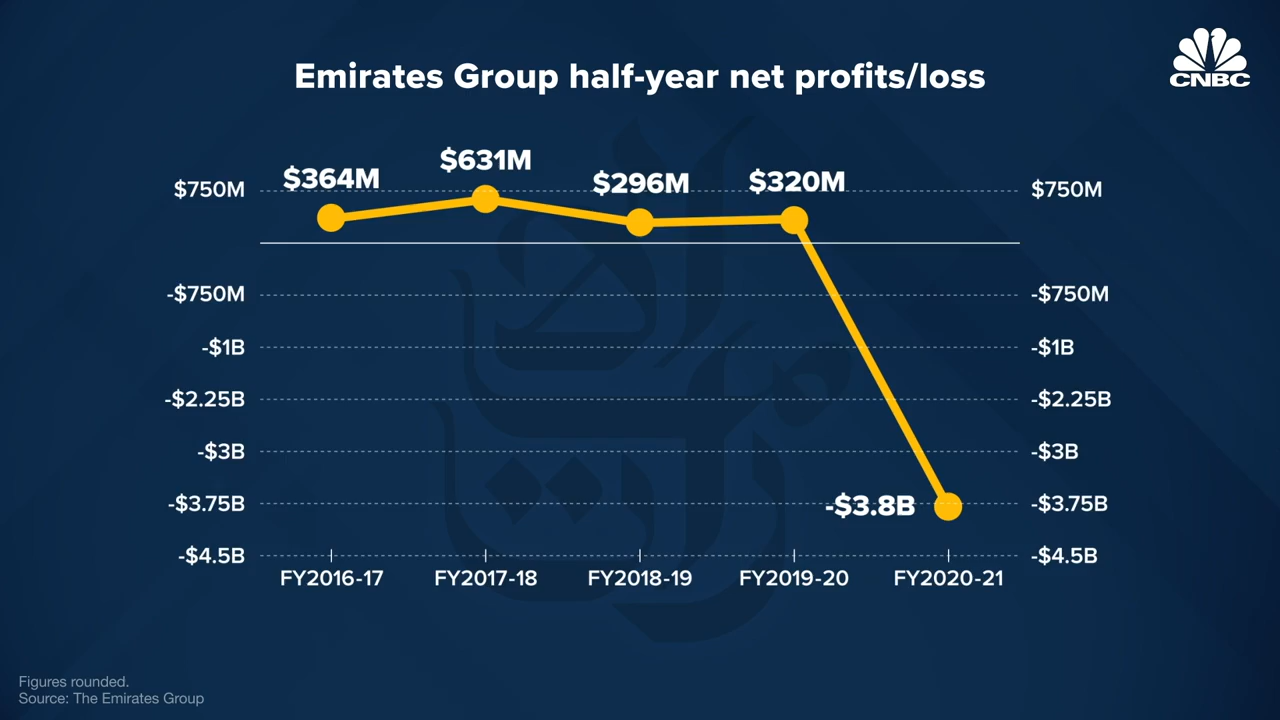 Emirates Group half-year net profits/loss
CNBC
$364M
$631M
$296M
$320M
-$3.8B
$750M
$750M
-$750M
-$750M
-$1B
-$1B
-$2.25B
-$2.25B
-$3B
-$3B
-$3.75B
-$3.75B
-$4.5B
-$4.5B
FY2016-17
FY2017-18
FY2018-19
FY2019-20
FY2020-21
Figures rounded.
Source: The Emirates Group